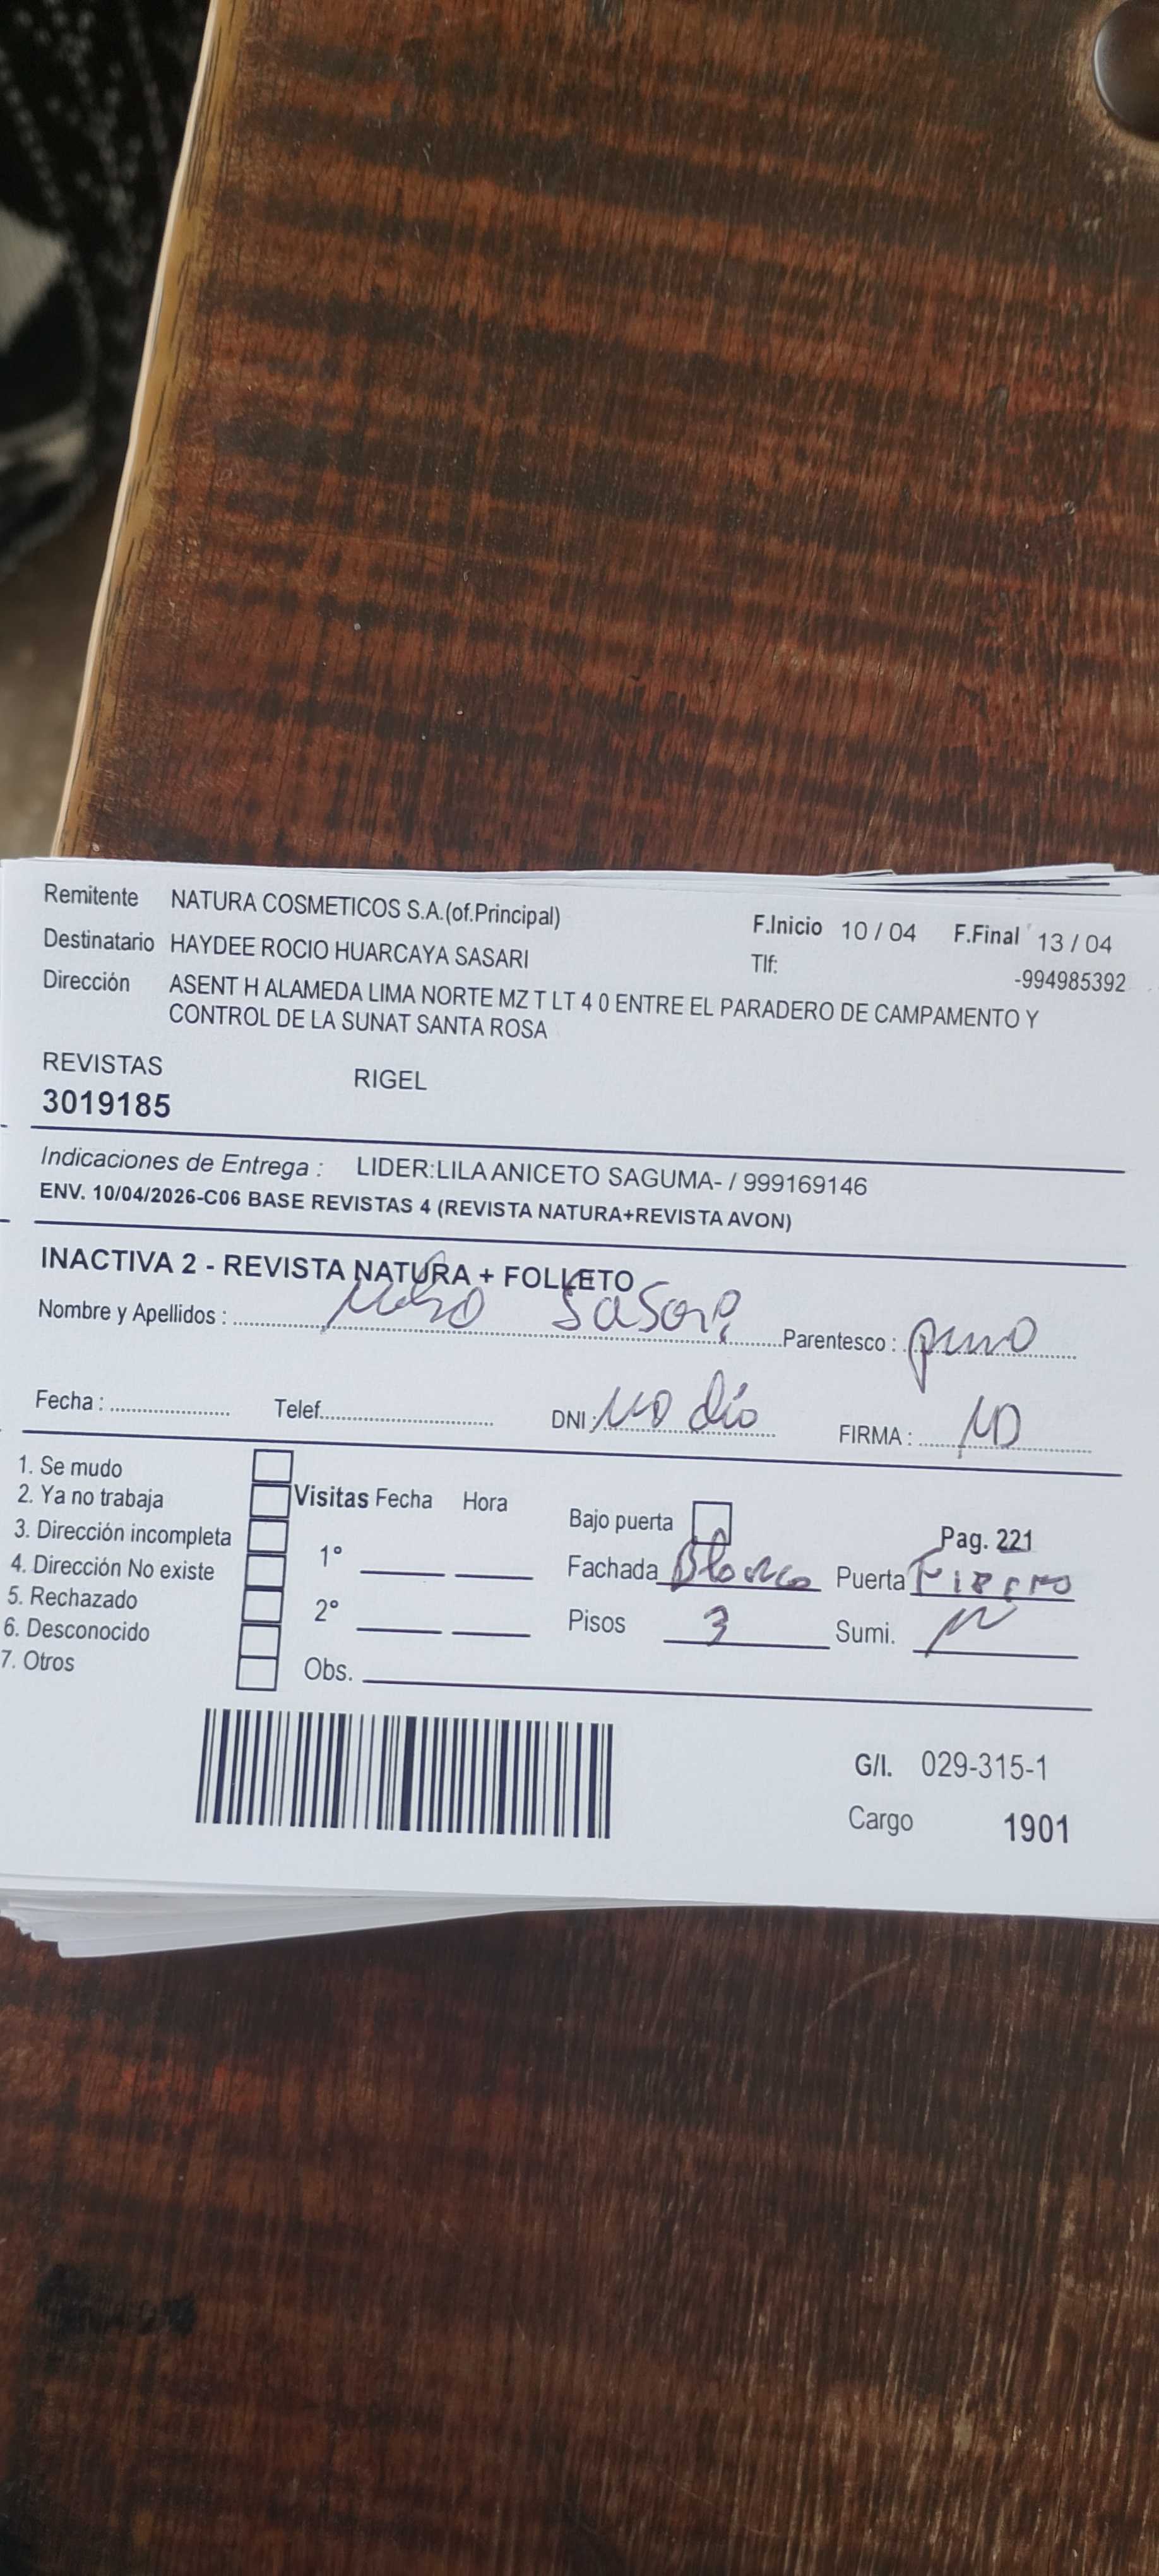 Remitente NATURA COSMETICOS S.A.(of.Principal) F.Inicio 10 / 04 F.Final 13 / 04
Destinatario HAYDEE ROCIO HUARCAYA SASARI Tlf: -994985392
Dirección ASENT H ALAMEDA LIMA NORTE MZ T LT 4 0 ENTRE EL PARADERO DE CAMPAMENTO Y
CONTROL DE LA SUNAT SANTA ROSA
REVISTAS RIGEL
3019185
Indicaciones de Entrega : LIDER:LILA ANICETO SAGUMA- / 999169146
ENV. 10/04/2026-C06 BASE REVISTAS 4 (REVISTA NATURA+REVISTA AVON)
INACTIVA 2 - REVISTA NATURA + FOLLETO
Nombre y Apellidos : Sasari Parentesco :
Fecha : Telef. DNI : no dio FIRMA :
1. Se mudo
2. Ya no trabaja Visitas Fecha Hora Bajo puerta Pag. 221
3. Dirección incompleta 1° Fachada Blanco Puerta Fierro
4. Dirección No existe
5. Rechazado 2° Pisos 3 Sumi.
6. Desconocido
7. Otros Obs.
G/I. 029-315-1
Cargo 1901